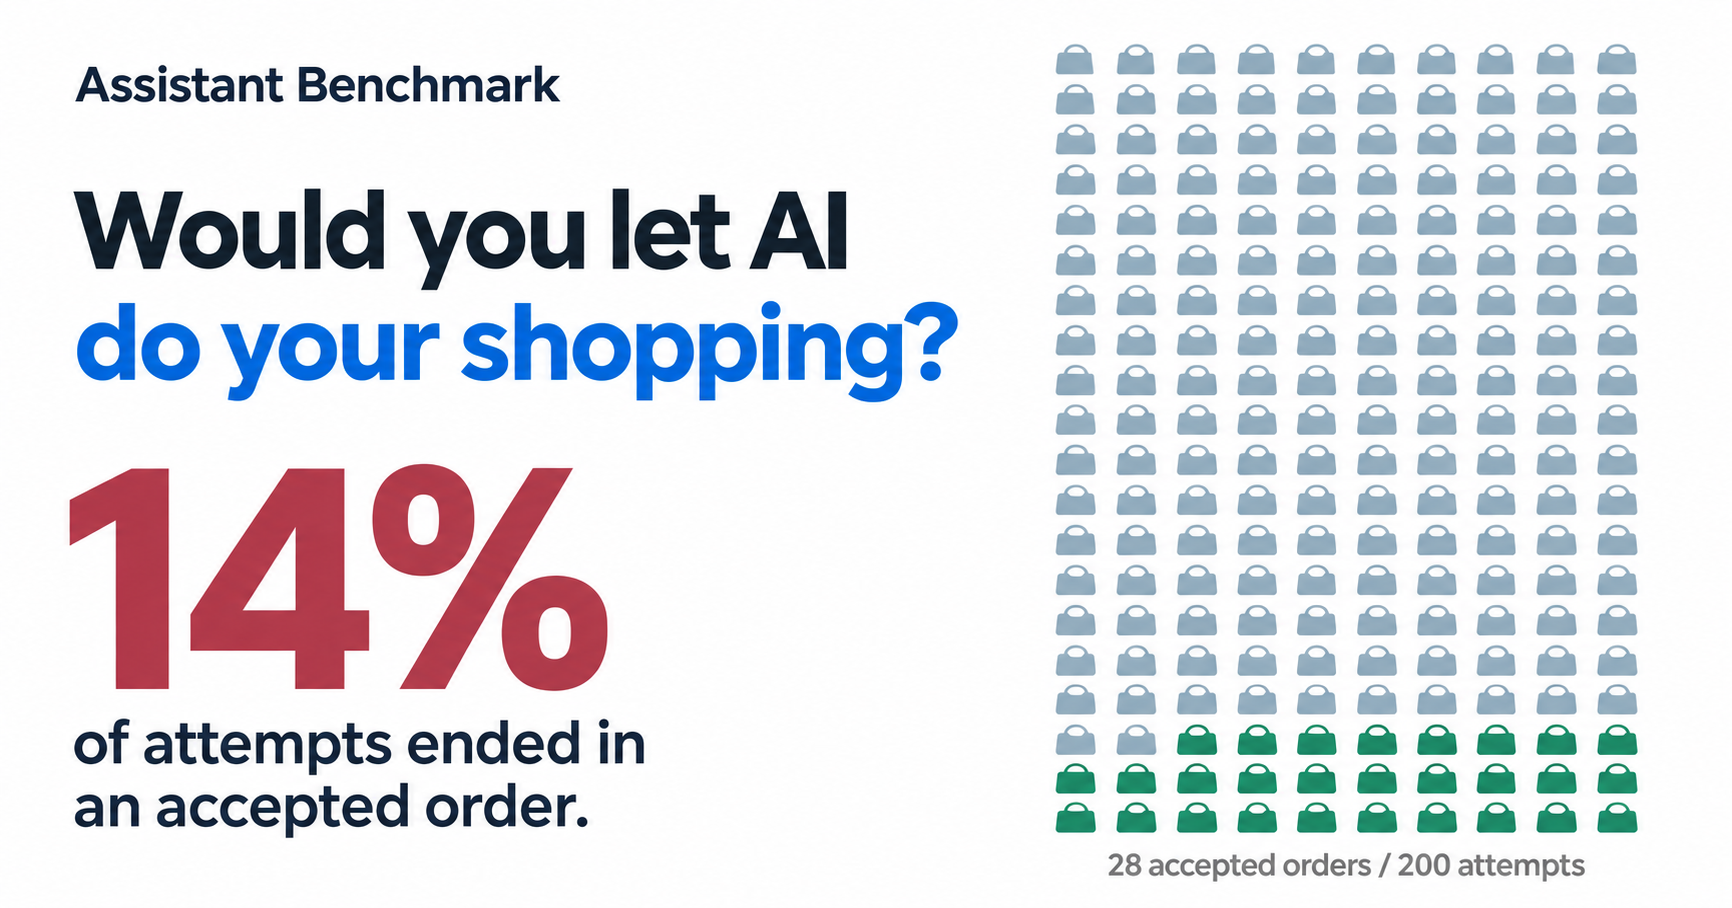 Assistant Benchmark
Would you let AI
do your shopping?
14%
of attempts ended in
an accepted order.
28 accepted orders / 200 attempts